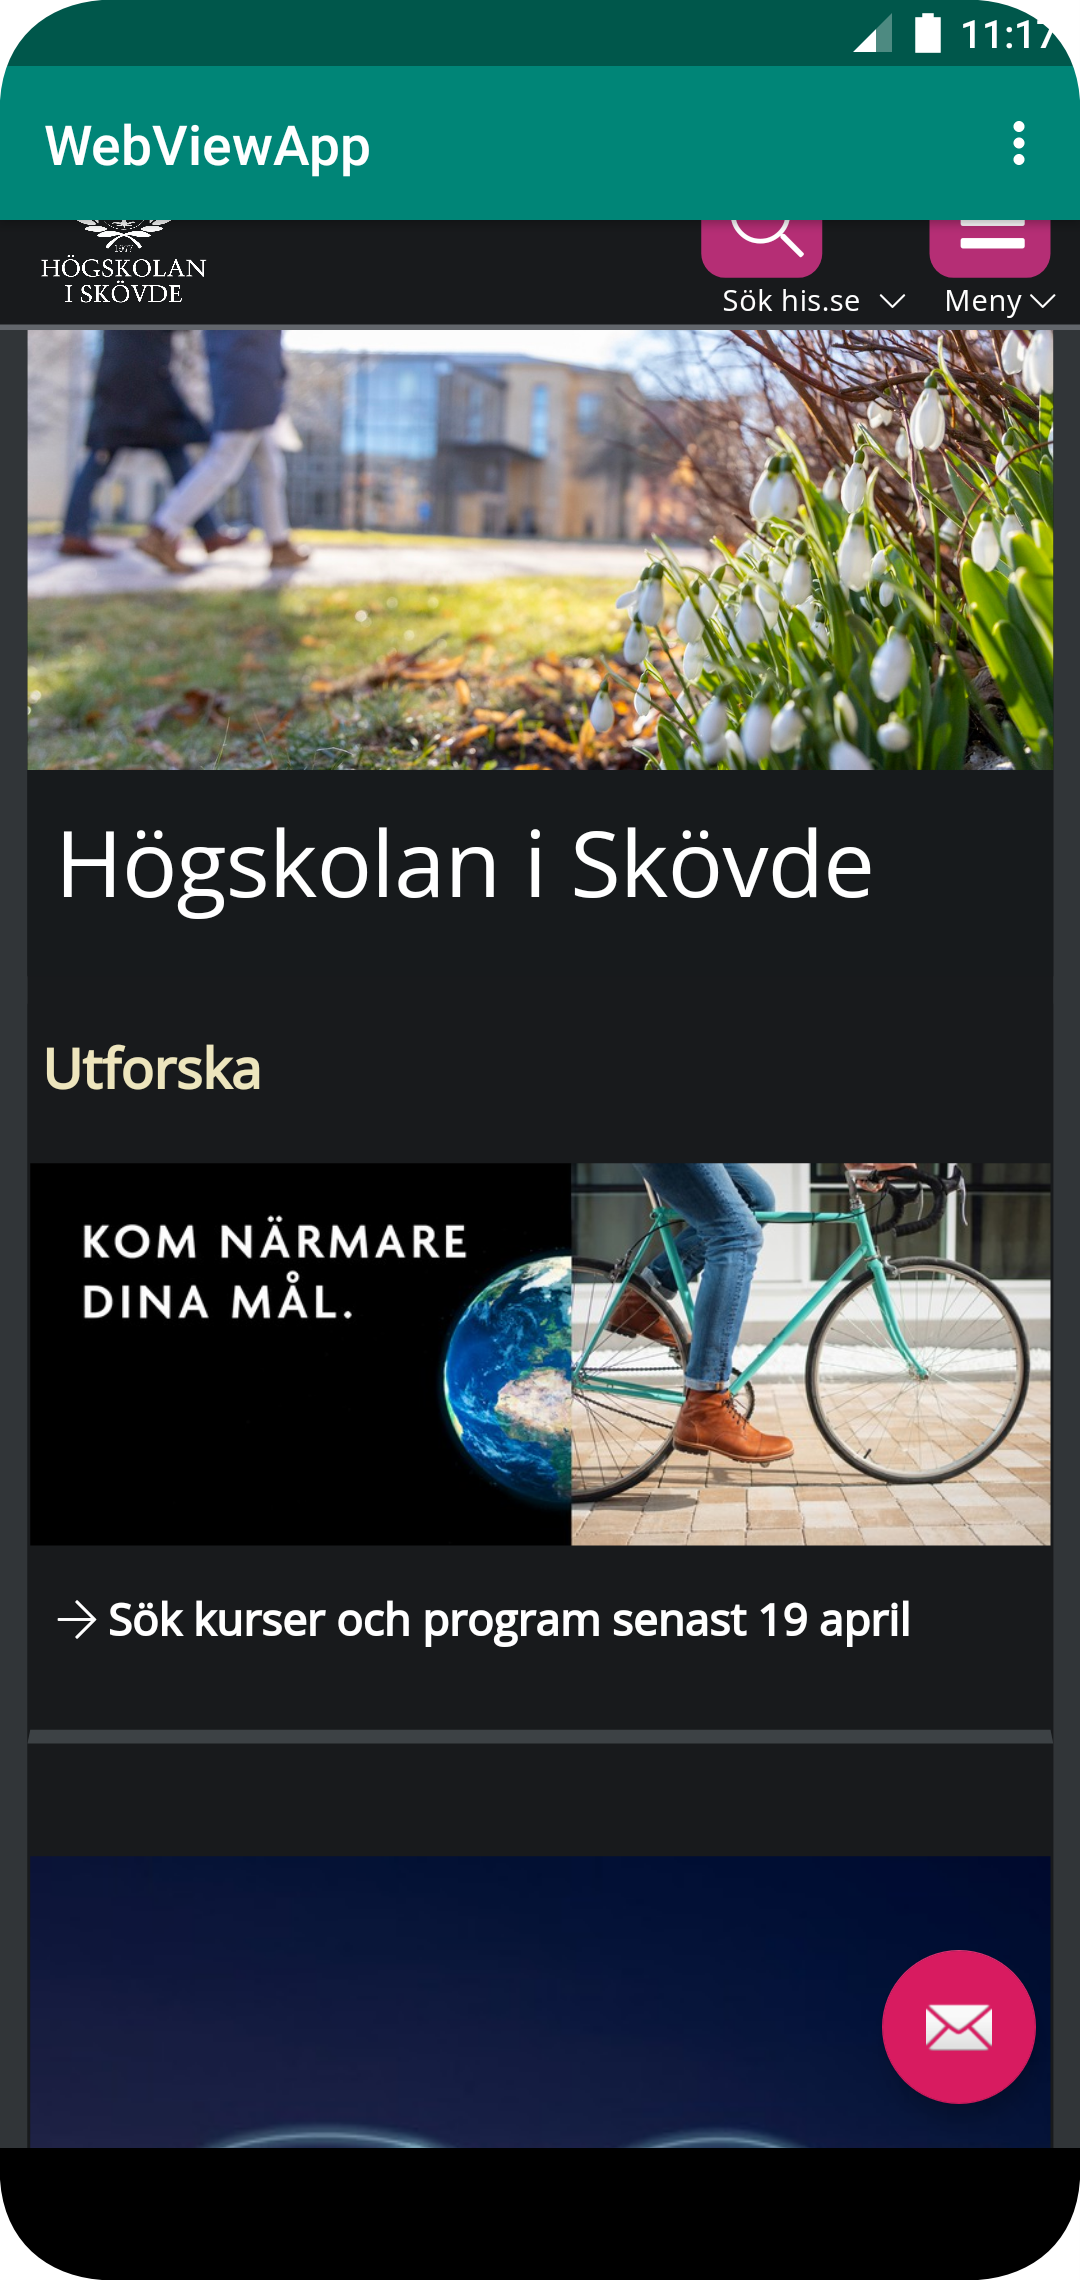 11:17
WebViewApp
1977
HÖGSKOLAN
I SKÖVDE
Sök his.se
Meny
Högskolan i Skövde
Utforska
KOM NÄRMARE
DINA MÅL.
Sök kurser och program senast 19 april